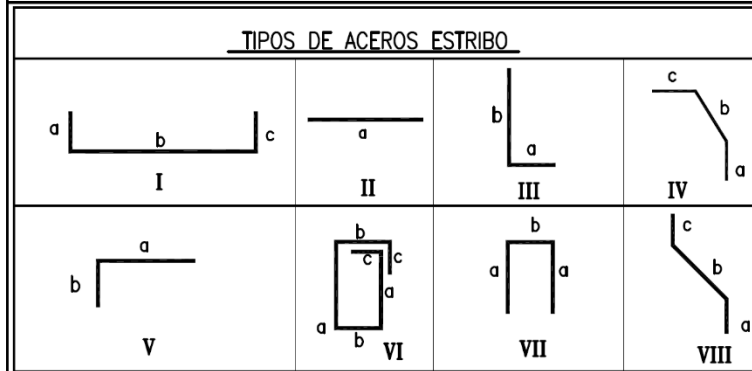 TIPOS DE ACEROS ESTRIBO
a b c
I
a
II
b a
III
c b a
IV
a
b
V
b
c c
a
a b
VI
b
a a
VII
c
b
a
VIII